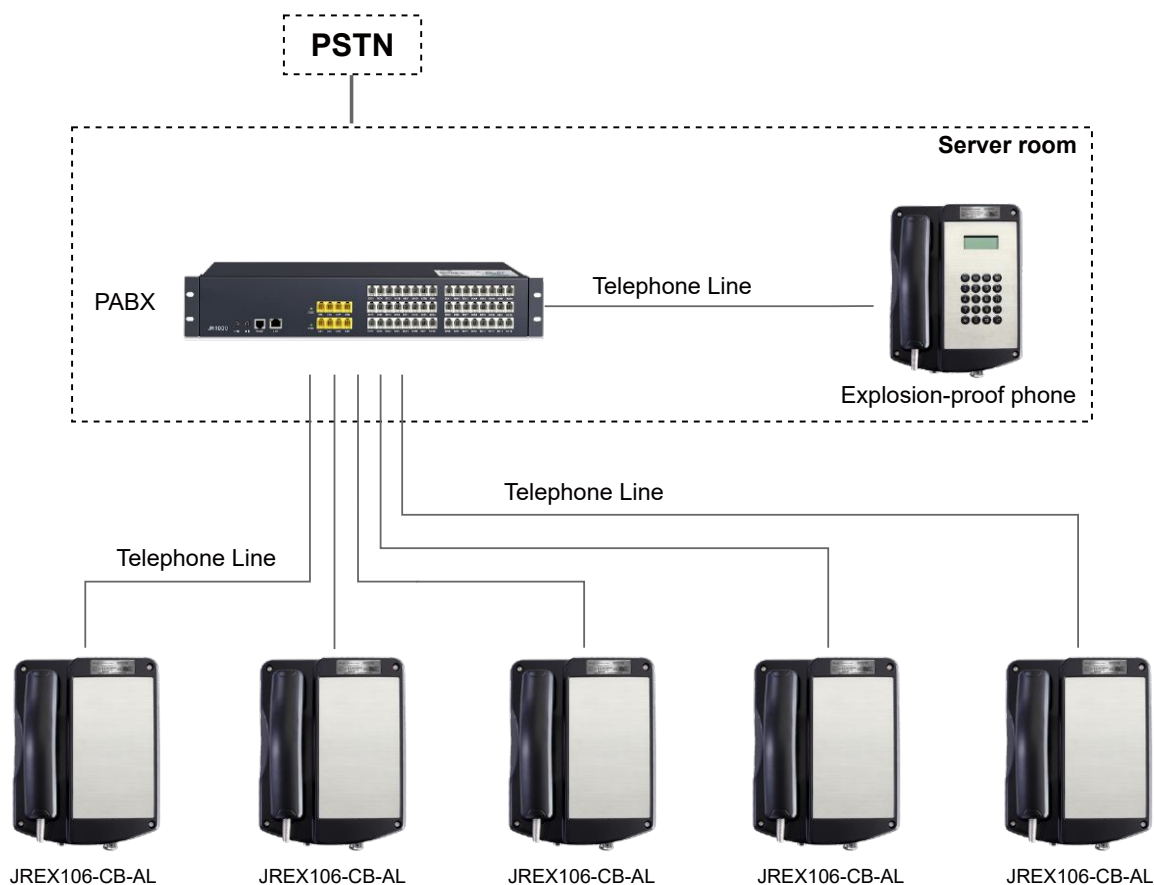 PSTN
Server room
PABX
Telephone Line
Explosion-proof phone
Telephone Line
Telephone Line
JREX106-CB-AL
JREX106-CB-AL
JREX106-CB-AL
JREX106-CB-AL
JREX106-CB-AL